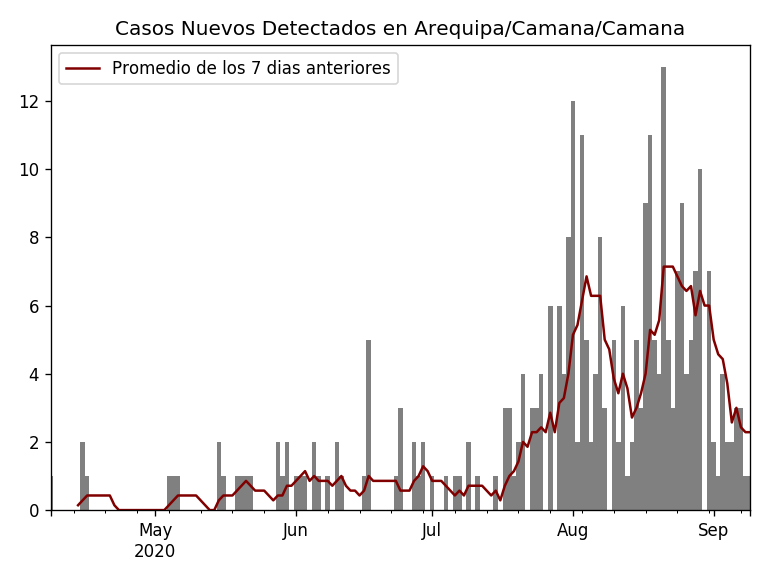 Casos Nuevos Detectados en Arequipa/Camana/Camana
Promedio de los 7 dias anteriores
12
10
8
6
4
2
0
May
2020
Jun
Jul
Aug
Sep